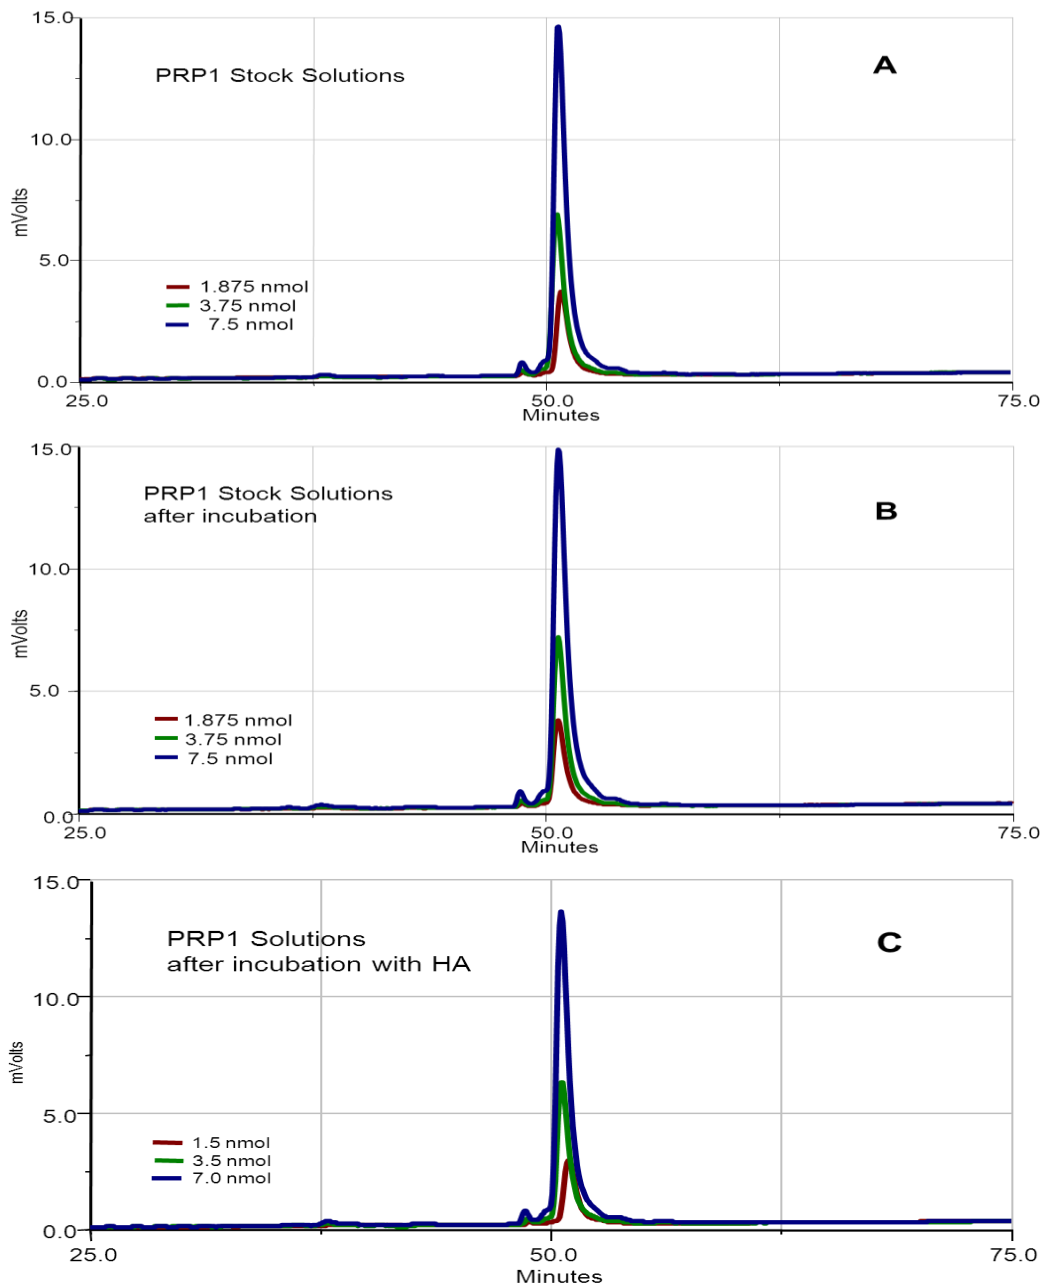 15.0
PRP1 Stock Solutions
A
10.0
mVolts
5.0
1.875 nmol
3.75 nmol
7.5 nmol
0.0
25.0 50.0 75.0
Minutes
15.0
PRP1 Stock Solutions
after incubation
B
10.0
mVolts
5.0
1.875 nmol
3.75 nmol
7.5 nmol
0.0
25.0 50.0 75.0
Minutes
15.0
PRP1 Solutions
after incubation with HA
C
10.0
mVolts
5.0
1.5 nmol
3.5 nmol
7.0 nmol
0.0
25.0 50.0 75.0
Minutes